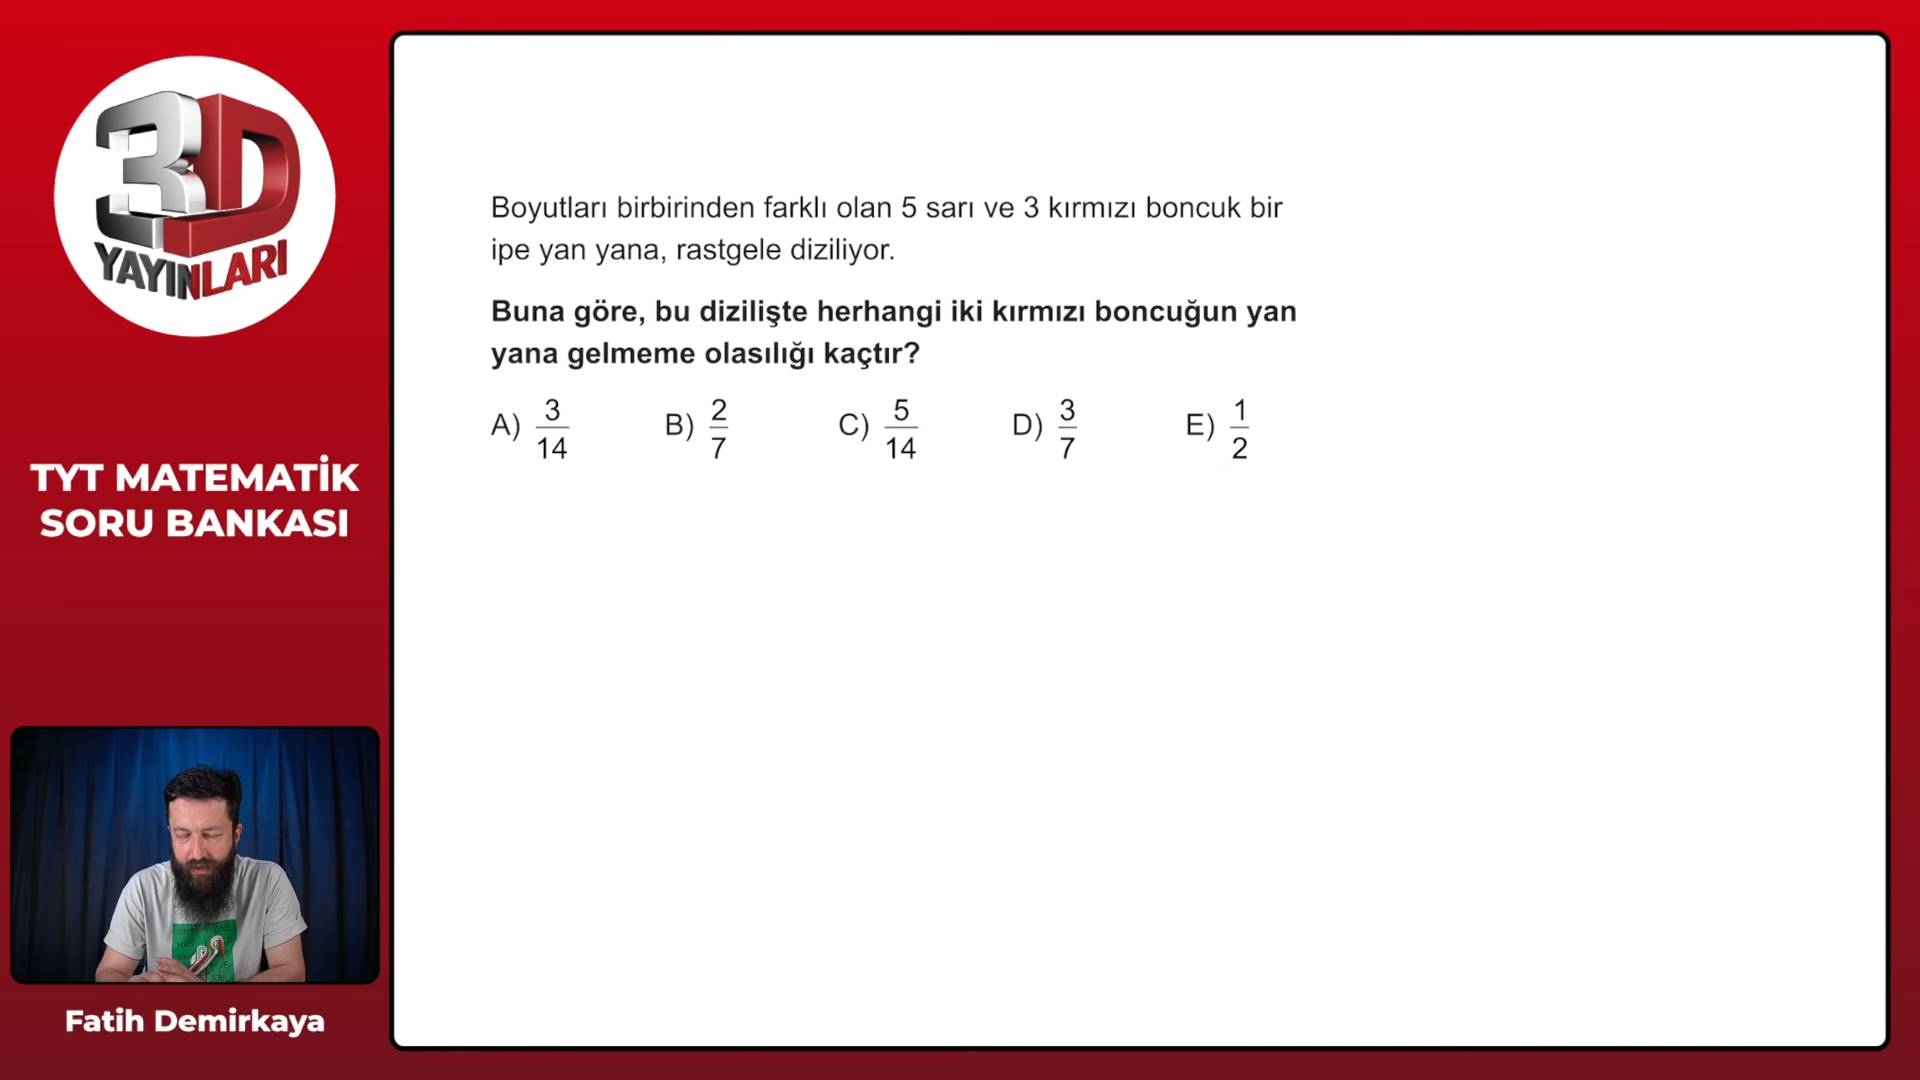 3D
YAYINLARI
TYT MATEMATİK
SORU BANKASI
Fatih Demirkaya
Boyutları birbirinden farklı olan 5 sarı ve 3 kırmızı boncuk bir
ipe yan yana, rastgele diziliyor.
Buna göre, bu dizilişte herhangi iki kırmızı boncuğun yan
yana gelmeme olasılığı kaçtır?
A) 3/14 B) 2/7 C) 5/14 D) 3/7 E) 1/2